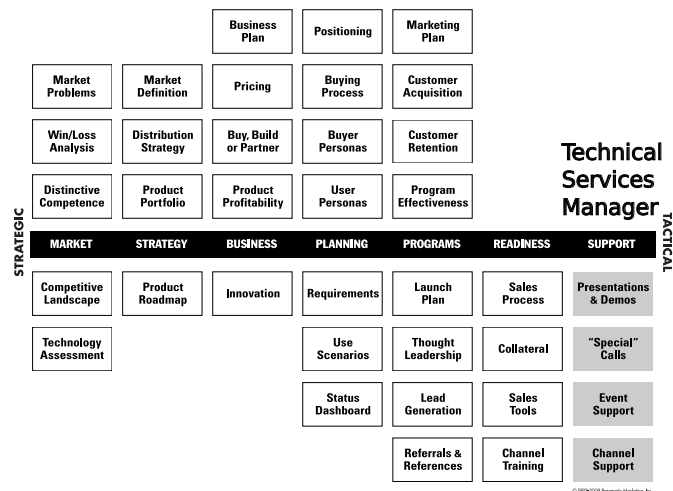 Business
Plan
Positioning
Marketing
Plan
Market
Problems
Market
Definition
Pricing
Buying
Process
Customer
Acquisition
Win/Loss
Analysis
Distribution
Strategy
Buy, Build
or Partner
Buyer
Personas
Customer
Retention
Distinctive
Competence
Product
Portfolio
Product
Profitability
User
Personas
Program
Effectiveness
Technical
Services
Manager
STRATEGIC
MARKET
STRATEGY
BUSINESS
PLANNING
PROGRAMS
READINESS
SUPPORT
TACTICAL
Competitive
Landscape
Product
Roadmap
Innovation
Requirements
Launch
Plan
Sales
Process
Presentations
& Demos
Technology
Assessment
Use
Scenarios
Thought
Leadership
Collateral
"Special"
Calls
Status
Dashboard
Lead
Generation
Sales
Tools
Event
Support
Referrals &
References
Channel
Training
Channel
Support